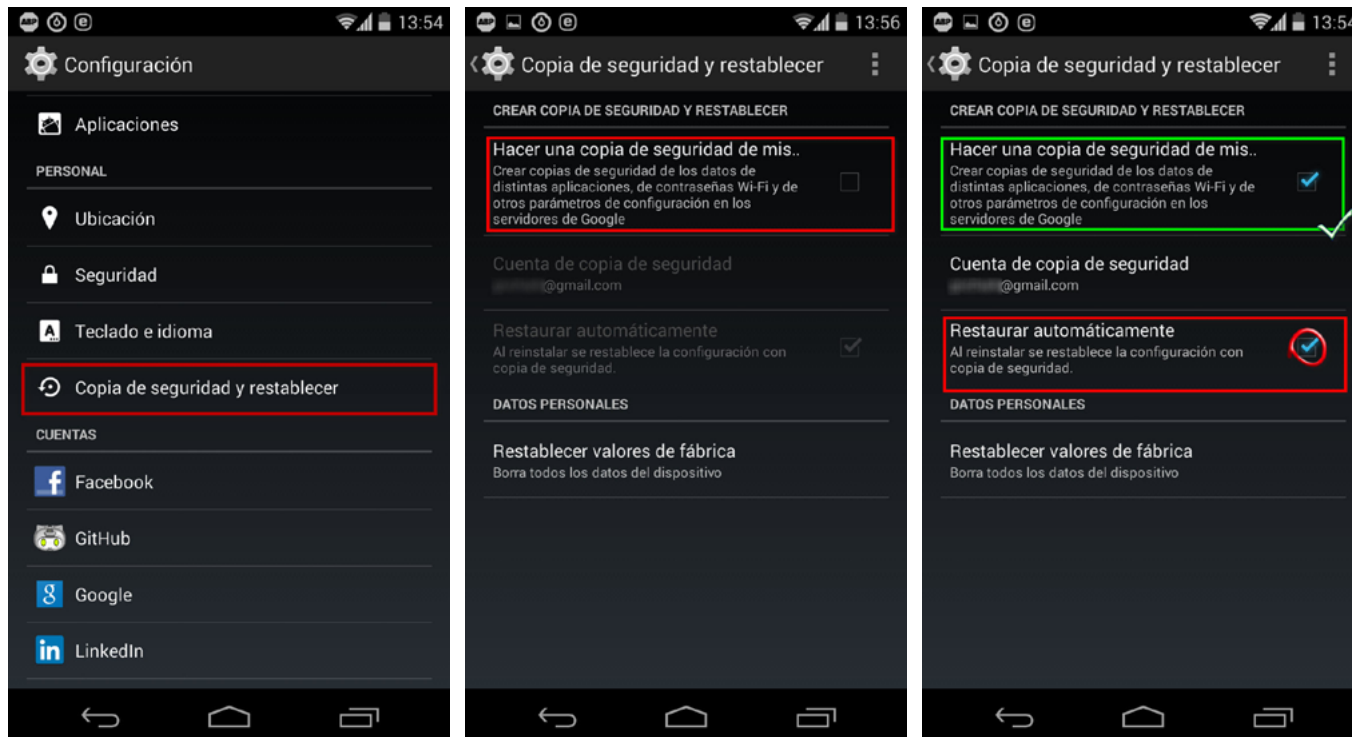 ABP
e
13:54
Configuración
Aplicaciones
PERSONAL
Ubicación
Seguridad
A
Teclado e idioma
Copia de seguridad y restablecer
CUENTAS
f
Facebook
GitHub
8
Google
in
LinkedIn
ABP
e
13:56
Copia de seguridad y restablecer
CREAR COPIA DE SEGURIDAD Y RESTABLECER
Hacer una copia de seguridad de mis..
Crear copias de seguridad de los datos de
distintas aplicaciones, de contraseñas Wi-Fi y de
otros parámetros de configuración en los
servidores de Google
Cuenta de copia de seguridad
@gmail.com
Restaurar automáticamente
Al reinstalar se restablece la configuración con
copia de seguridad.
DATOS PERSONALES
Restablecer valores de fábrica
Borra todos los datos del dispositivo
ABP
e
13:54
Copia de seguridad y restablecer
CREAR COPIA DE SEGURIDAD Y RESTABLECER
Hacer una copia de seguridad de mis..
Crear copias de seguridad de los datos de
distintas aplicaciones, de contraseñas Wi-Fi y de
otros parámetros de configuración en los
servidores de Google
Cuenta de copia de seguridad
@gmail.com
Restaurar automáticamente
Al reinstalar se restablece la configuración con
copia de seguridad.
DATOS PERSONALES
Restablecer valores de fábrica
Borra todos los datos del dispositivo